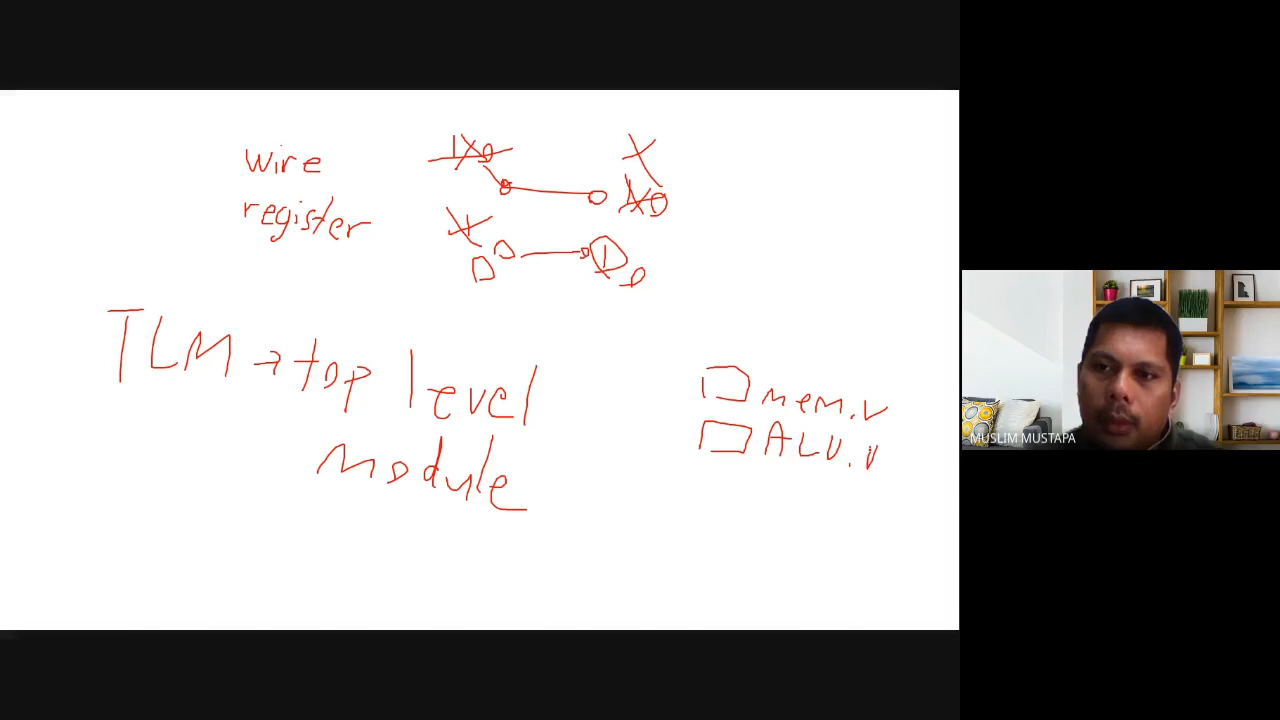 wire
register
TLM → top level
module
mem.v
ALU.v
MUSLIM MUSTAPA